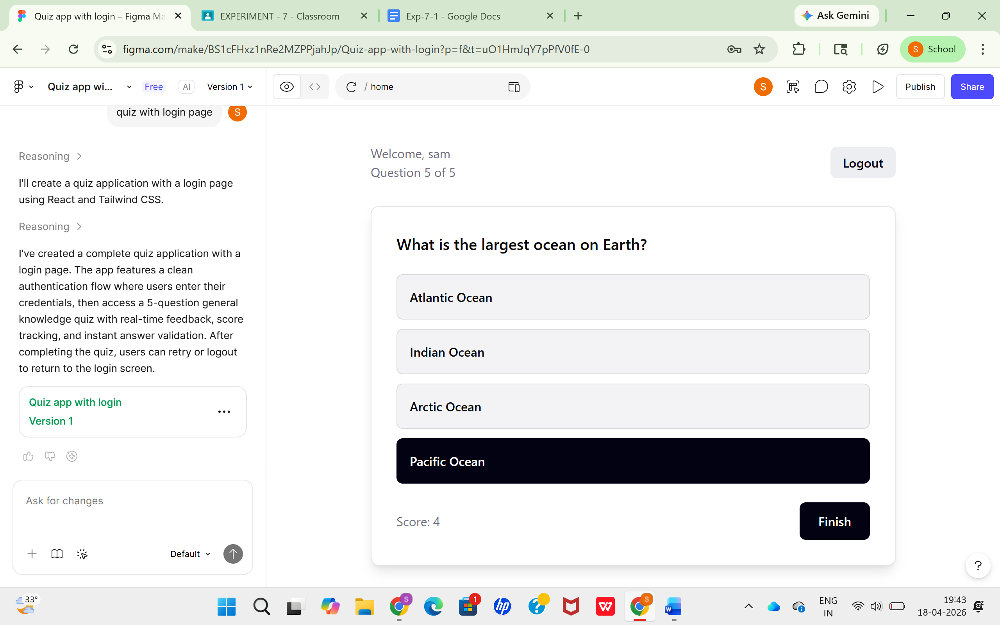 Quiz app with login – Figma Ma
EXPERIMENT - 7 - Classroom
Exp-7-1 - Google Docs
Ask Gemini
figma.com/make/BS1cFHxz1nRe2MZPPjahJp/Quiz-app-with-login?p=f&t=uO1HmJqY7pPfV0fE-0
S School
Quiz app wi... Free AI Version 1
/ home
S
Publish
Share
quiz with login page
S
Reasoning
I'll create a quiz application with a login page
using React and Tailwind CSS.
Reasoning
I've created a complete quiz application with a
login page. The app features a clean
authentication flow where users enter their
credentials, then access a 5-question general
knowledge quiz with real-time feedback, score
tracking, and instant answer validation. After
completing the quiz, users can retry or logout
to return to the login screen.
Quiz app with login
Version 1
Ask for changes
Default
Welcome, sam
Question 5 of 5
Logout
What is the largest ocean on Earth?
Atlantic Ocean
Indian Ocean
Arctic Ocean
Pacific Ocean
Score: 4
Finish
?
33°
S
1
hp
?
W
S
W
ENG
IN
19:43
18-04-2026